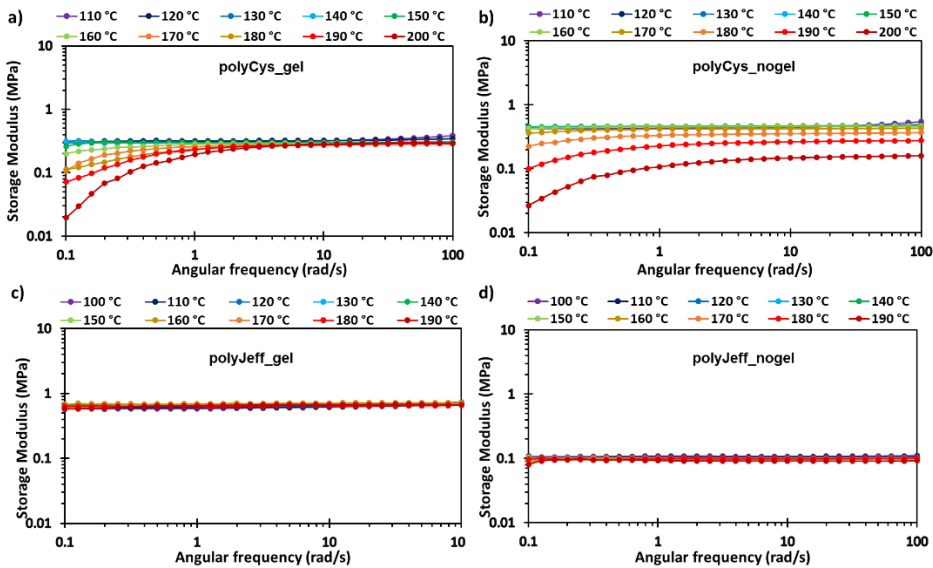 a)
110 °C 120 °C 130 °C 140 °C 150 °C
160 °C 170 °C 180 °C 190 °C 200 °C
polyCys_gel
Storage Modulus (MPa)
10
1
0.1
0.01
0.1 1 10 100
Angular frequency (rad/s)
b)
110 °C 120 °C 130 °C 140 °C 150 °C
160 °C 170 °C 180 °C 190 °C 200 °C
polyCys_nogel
Storage Modulus (MPa)
10
1
0.1
0.01
0.1 1 10 100
Angular frequency (rad/s)
c)
100 °C 110 °C 120 °C 130 °C 140 °C
150 °C 160 °C 170 °C 180 °C 190 °C
polyJeff_gel
Storage Modulus (MPa)
10
1
0.1
0.01
0.1 1 10 10
Angular frequency (rad/s)
d)
100 °C 110 °C 120 °C 130 °C 140 °C
150 °C 160 °C 170 °C 180 °C 190 °C
polyJeff_nogel
Storage Modulus (MPa)
10
1
0.1
0.01
0.1 1 10 100
Angular frequency (rad/s)